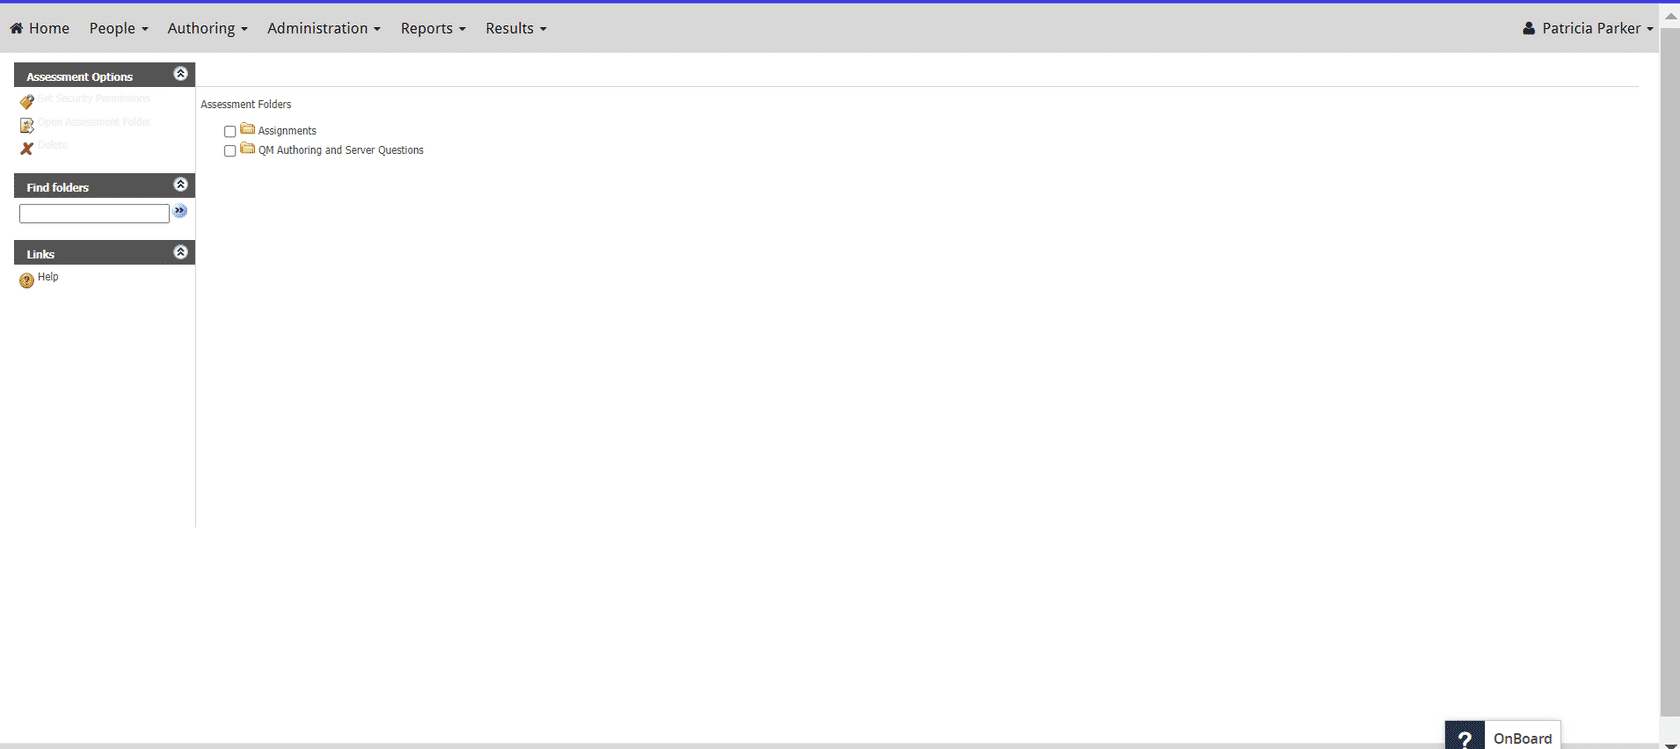 Home People Authoring Administration Reports Results Patricia Parker
Assessment Options
Set Security Permissions
Open Assessment Folder
Delete
Find folders
Links
Help
Assessment Folders
Assignments
QM Authoring and Server Questions
? OnBoard